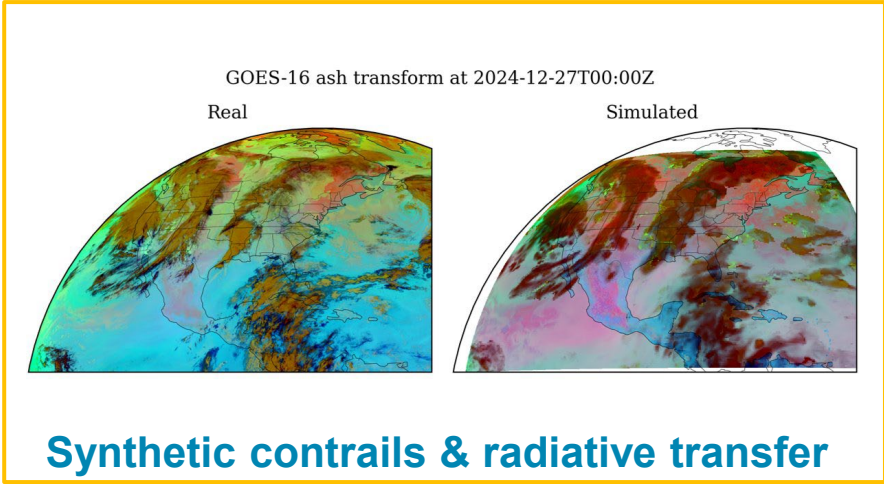 GOES-16 ash transform at 2024-12-27T00:00Z
Real
Simulated
Synthetic contrails & radiative transfer